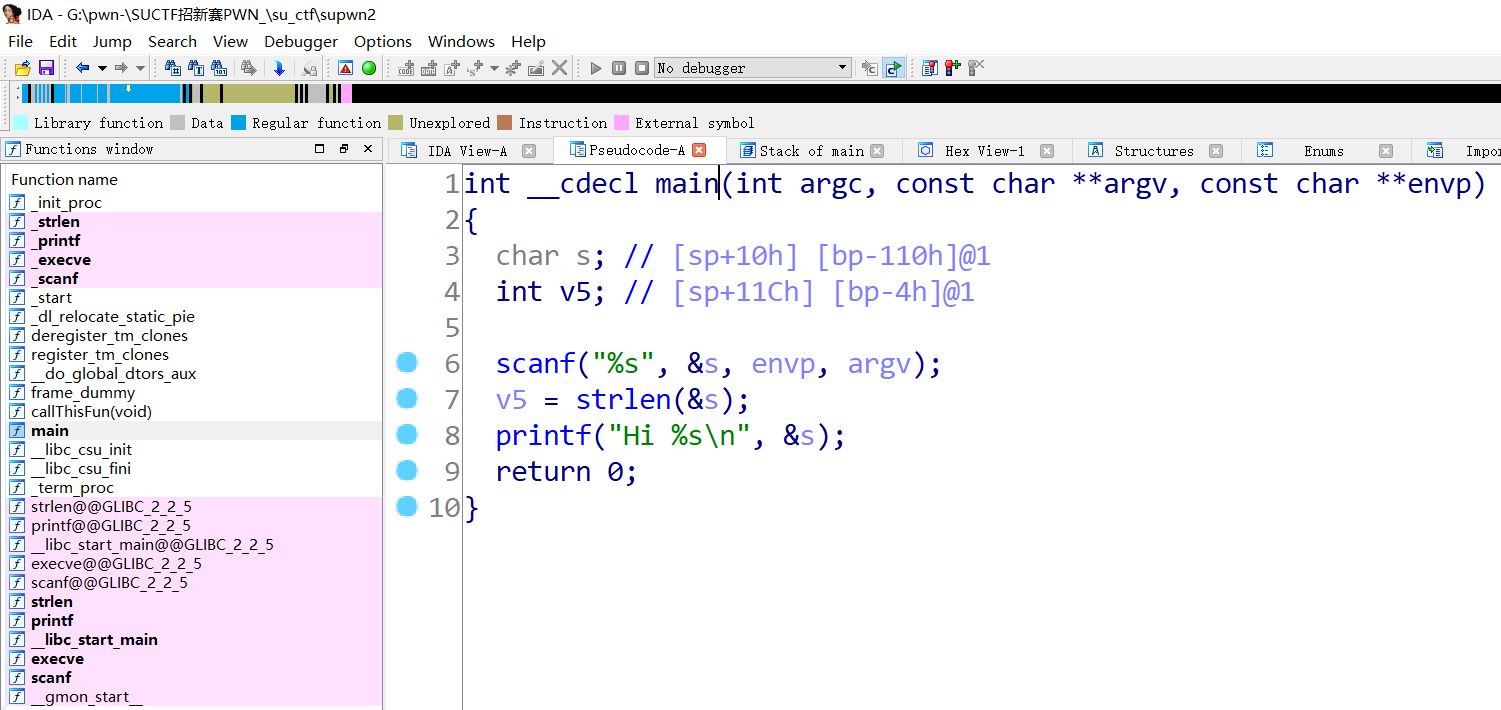 IDA - G:\pwn-\SUCTF招新赛PWN_\su_ctf\supwn2
File Edit Jump Search View Debugger Options Windows Help
No debugger
Library function Data Regular function Unexplored Instruction External symbol
Functions window
IDA View-A Pseudocode-A Stack of main Hex View-1 Structures Enums Impor
Function name
_init_proc
_strlen
_printf
_execve
_scanf
_start
_dl_relocate_static_pie
deregister_tm_clones
register_tm_clones
__do_global_dtors_aux
frame_dummy
callThisFun(void)
main
__libc_csu_init
__libc_csu_fini
_term_proc
strlen@@GLIBC_2_2_5
printf@@GLIBC_2_2_5
__libc_start_main@@GLIBC_2_2_5
execve@@GLIBC_2_2_5
scanf@@GLIBC_2_2_5
strlen
printf
__libc_start_main
execve
scanf
__gmon_start__
1 int __cdecl main(int argc, const char **argv, const char **envp)
2 {
3 char s; // [sp+10h] [bp-110h]@1
4 int v5; // [sp+11Ch] [bp-4h]@1
5
6 scanf("%s", &s, envp, argv);
7 v5 = strlen(&s);
8 printf("Hi %s\n", &s);
9 return 0;
10 }